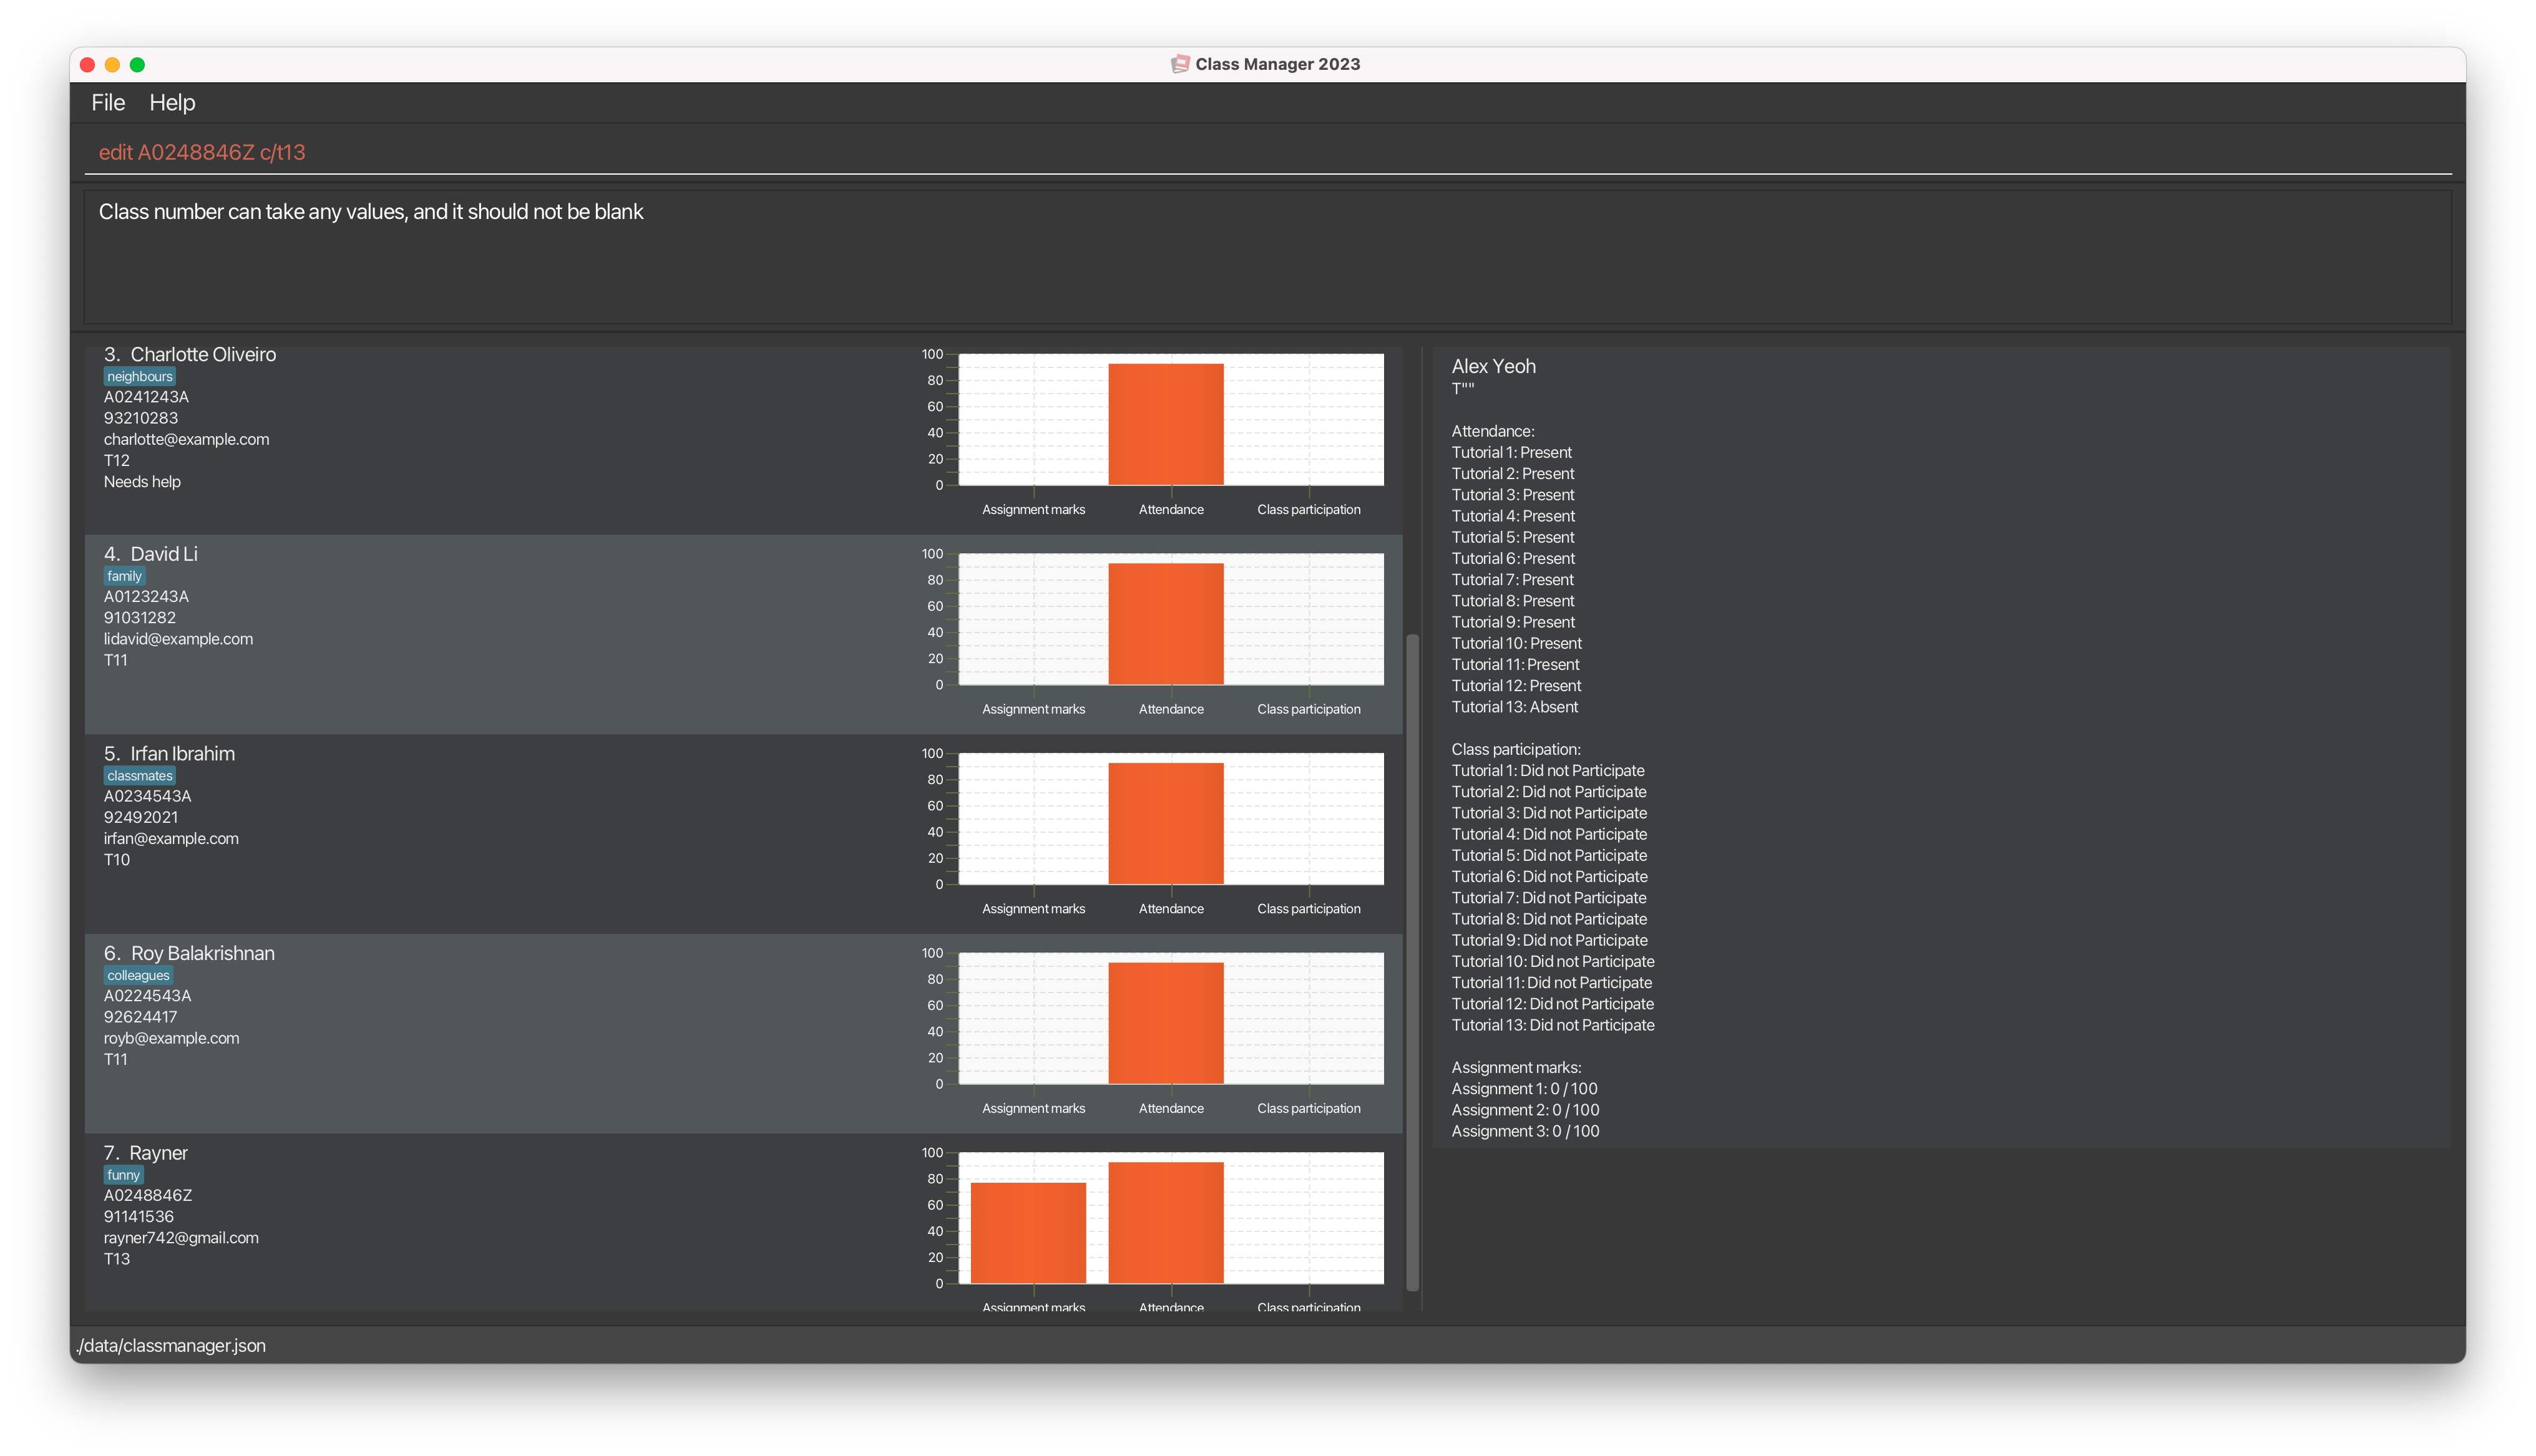 Class Manager 2023
File Help
edit A0248846Z c/t13
Class number can take any values, and it should not be blank
3. Charlotte Oliveiro
neighbours
A0241243A
93210283
charlotte@example.com
T12
Needs help
100
80
60
40
20
0
Assignment marks Attendance Class participation
4. David Li
family
A0123243A
91031282
lidavid@example.com
T11
100
80
60
40
20
0
Assignment marks Attendance Class participation
5. Irfan Ibrahim
classmates
A0234543A
92492021
irfan@example.com
T10
100
80
60
40
20
0
Assignment marks Attendance Class participation
6. Roy Balakrishnan
colleagues
A0224543A
92624417
royb@example.com
T11
100
80
60
40
20
0
Assignment marks Attendance Class participation
7. Rayner
funny
A0248846Z
91141536
rayner742@gmail.com
T13
100
80
60
40
20
0
Assignment marks Attendance Class participation
Alex Yeoh
T""
Attendance:
Tutorial 1: Present
Tutorial 2: Present
Tutorial 3: Present
Tutorial 4: Present
Tutorial 5: Present
Tutorial 6: Present
Tutorial 7: Present
Tutorial 8: Present
Tutorial 9: Present
Tutorial 10: Present
Tutorial 11: Present
Tutorial 12: Present
Tutorial 13: Absent
Class participation:
Tutorial 1: Did not Participate
Tutorial 2: Did not Participate
Tutorial 3: Did not Participate
Tutorial 4: Did not Participate
Tutorial 5: Did not Participate
Tutorial 6: Did not Participate
Tutorial 7: Did not Participate
Tutorial 8: Did not Participate
Tutorial 9: Did not Participate
Tutorial 10: Did not Participate
Tutorial 11: Did not Participate
Tutorial 12: Did not Participate
Tutorial 13: Did not Participate
Assignment marks:
Assignment 1: 0 / 100
Assignment 2: 0 / 100
Assignment 3: 0 / 100
./data/classmanager.json